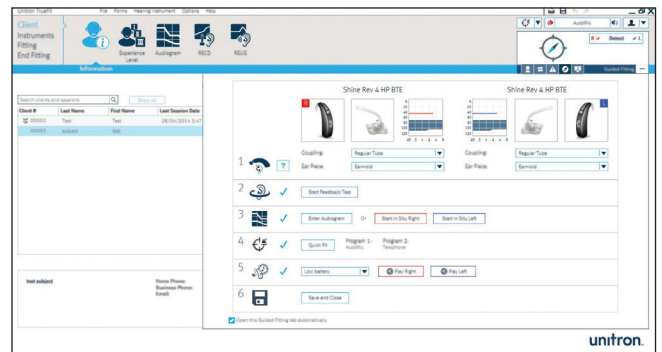 Unitron TrueFit File Forms Hearing Instrument Options Help
Client
Instruments
Fitting
End Fitting
Experience Level
Audiogram
RECD
REUG
Automatic
R Detect L
Information
Guided Fitting
Search clients and sessions
Show All
Client # Last Name First Name Last Session Date
00002 Test Test 28/04/2014 3:47
00003 subject test
test subject
Home Phone:
Business Phone:
Email:
Shine Rev 4 HP BTE Shine Rev 4 HP BTE
R L
Coupling: Regular Tube Coupling: Regular Tube
1 ? Ear Piece: Earmold Ear Piece: Earmold
2 Start Feedback Test
3 Enter Audiogram Or Start In Situ Right Start In Situ Left
4 Quick Fit Program 1: Program 2:
Automatic Telephone
5 Low battery Play Right Play Left
6 Save and Close
Open this Guided Fitting tab automatically
unitron.